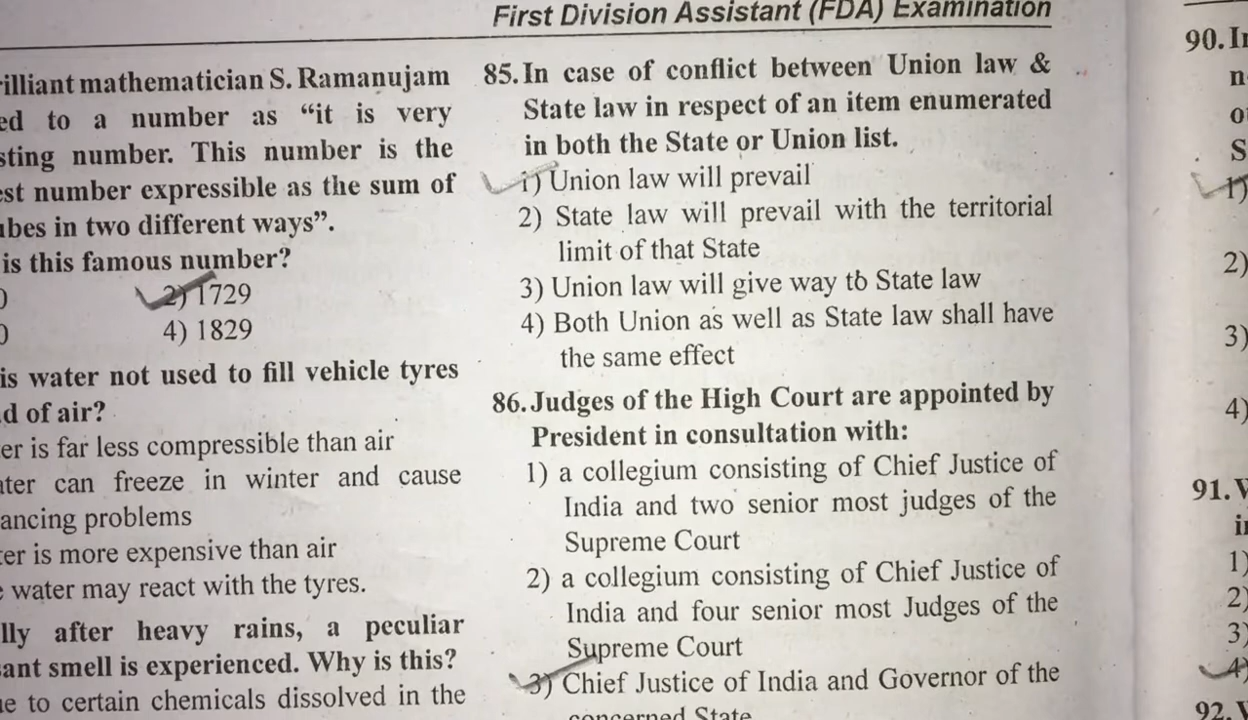 First Division Assistant (FDA) Examination
illiant mathematician S. Ramanujam
ed to a number as “it is very
sting number. This number is the
est number expressible as the sum of
ubes in two different ways”.
is this famous number?
0
2) 1729
0
4) 1829
is water not used to fill vehicle tyres
d of air?
er is far less compressible than air
ater can freeze in winter and cause
ancing problems
ter is more expensive than air
e water may react with the tyres.
lly after heavy rains, a peculiar
sant smell is experienced. Why is this?
ue to certain chemicals dissolved in the
85. In case of conflict between Union law &
State law in respect of an item enumerated
in both the State or Union list.
1) Union law will prevail
2) State law will prevail with the territorial
limit of that State
3) Union law will give way to State law
4) Both Union as well as State law shall have
the same effect
86. Judges of the High Court are appointed by
President in consultation with:
1) a collegium consisting of Chief Justice of
India and two senior most judges of the
Supreme Court
2) a collegium consisting of Chief Justice of
India and four senior most Judges of the
Supreme Court
3) Chief Justice of India and Governor of the
concerned State
90. In
n
o
S
1)
2)
3)
4)
91.
i
1)
2)
3)
4)
92.